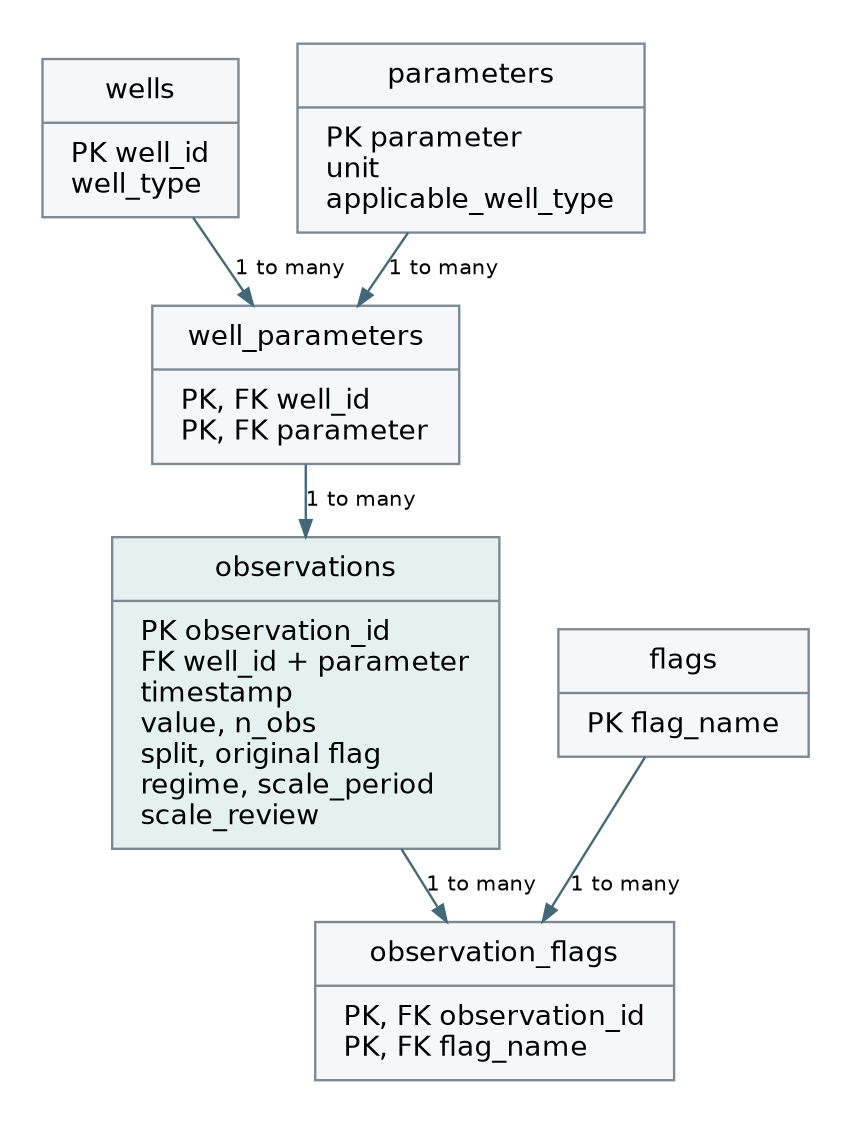 wells
PK well_id
well_type
parameters
PK parameter
unit
applicable_well_type
1 to many
1 to many
well_parameters
PK, FK well_id
PK, FK parameter
1 to many
observations
PK observation_id
FK well_id + parameter
timestamp
value, n_obs
split, original flag
regime, scale_period
scale_review
flags
PK flag_name
1 to many
1 to many
observation_flags
PK, FK observation_id
PK, FK flag_name